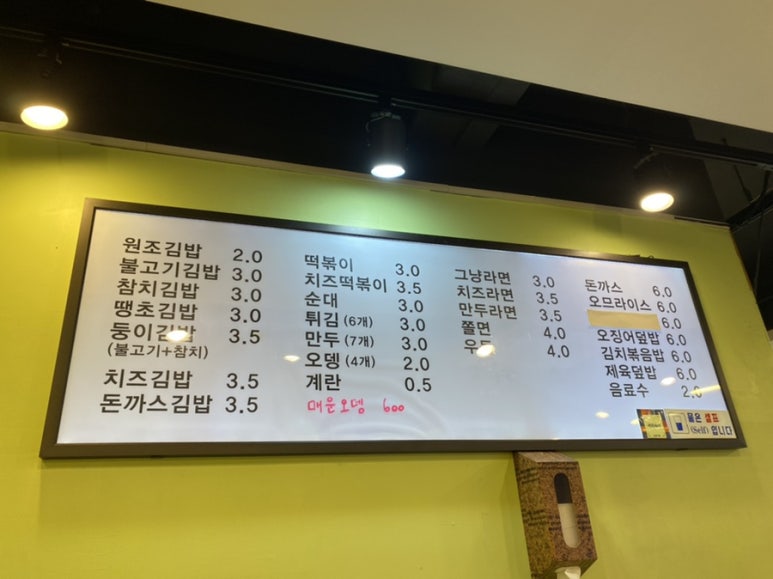 원조김밥 2.0
불고기김밥 3.0
참치김밥 3.0
땡초김밥 3.0
둥이김밥 3.5
(불고기+참치)
치즈김밥 3.5
돈까스김밥 3.5
떡볶이 3.0
치즈떡볶이 3.5
순대 3.0
튀김 (6개) 3.0
만두 (7개) 3.0
오뎅 (4개) 2.0
계란 0.5
매운오뎅 600
그냥라면 3.0
치즈라면 3.5
만두라면 3.5
쫄면 4.0
우동 4.0
돈까스 6.0
오므라이스 6.0
6.0
오징어덮밥 6.0
김치볶음밥 6.0
제육덮밥 6.0
음료수 2.0
물은 셀프
(Self) 입니다